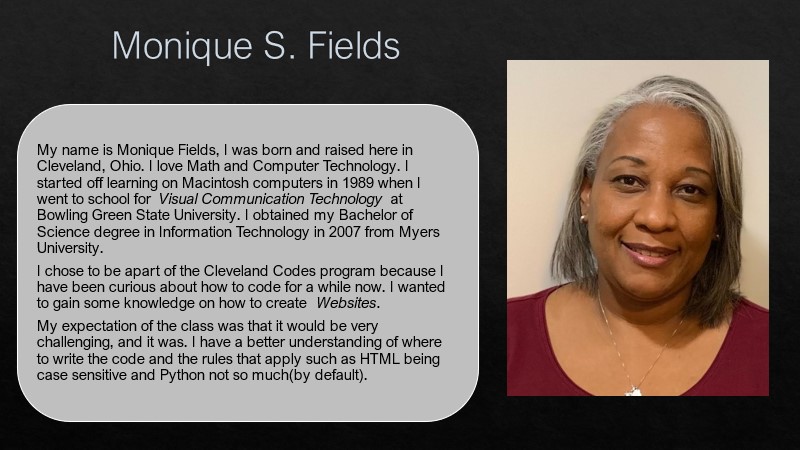 Monique S. Fields
My name is Monique Fields, I was born and raised here in
Cleveland, Ohio. I love Math and Computer Technology. I
started off learning on Macintosh computers in 1989 when I
went to school for Visual Communication Technology at
Bowling Green State University. I obtained my Bachelor of
Science degree in Information Technology in 2007 from Myers
University.
I chose to be apart of the Cleveland Codes program because I
have been curious about how to code for a while now. I wanted
to gain some knowledge on how to create Websites.
My expectation of the class was that it would be very
challenging, and it was. I have a better understanding of where
to write the code and the rules that apply such as HTML being
case sensitive and Python not so much(by default).